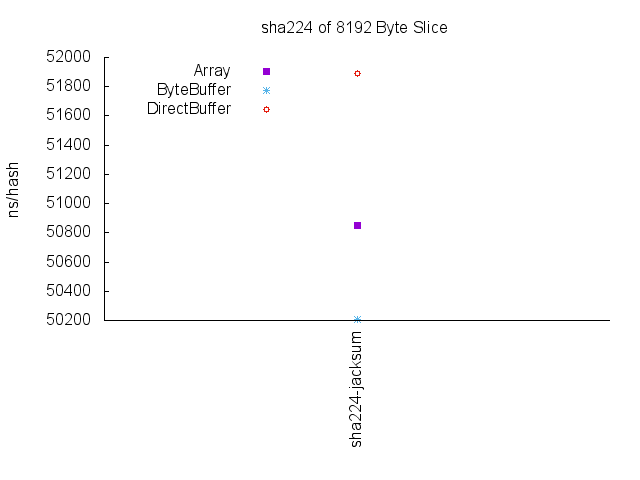 sha224 of 8192 Byte Slice
52000
51800
51600
51400
51200
51000
50800
50600
50400
50200
ns/hash
Array
ByteBuffer
DirectBuffer
sha224-jacksum